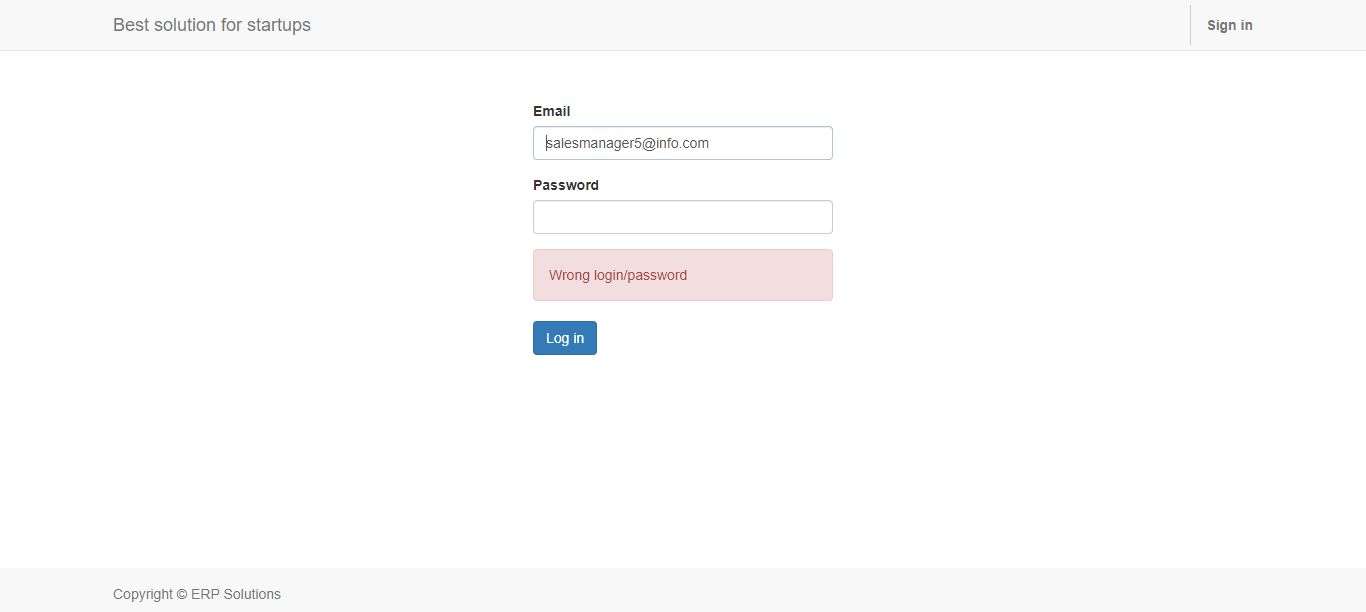 Best solution for startups
Sign in
Email
salesmanager5@info.com
Password
Wrong login/password
Log in
Copyright © ERP Solutions